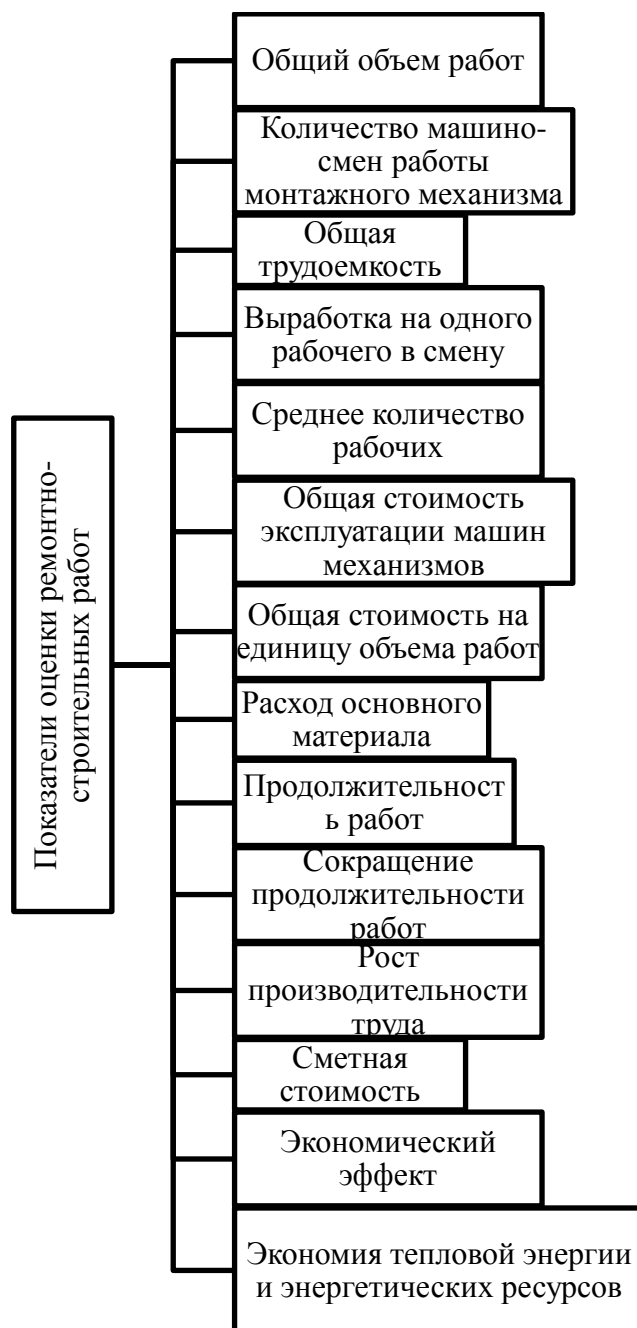 Показатели оценки ремонтно-
строительных работ
Общий объем работ
Количество машино-
смен работы
монтажного механизма
Общая
трудоемкость
Выработка на одного
рабочего в смену
Среднее количество
рабочих
Общая стоимость
эксплуатации машин
механизмов
Общая стоимость на
единицу объема работ
Расход основного
материала
Продолжительност
ь работ
Сокращение
продолжительности
работ
Рост
производительности
труда
Сметная
стоимость
Экономический
эффект
Экономия тепловой энергии
и энергетических ресурсов